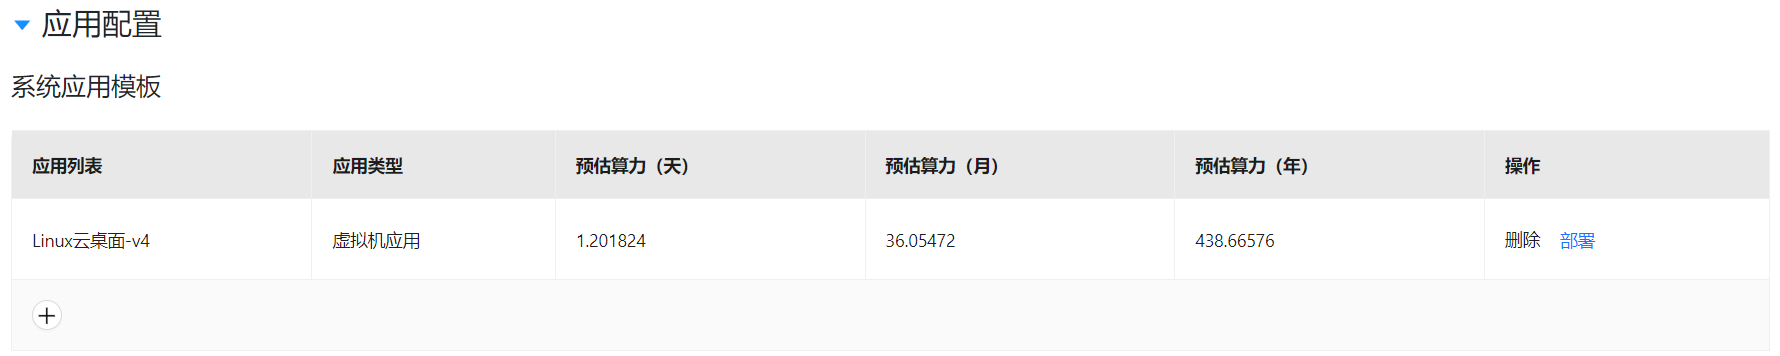 应用配置
系统应用模板
应用列表 应用类型 预估算力（天） 预估算力（月） 预估算力（年） 操作
Linux云桌面-v4 虚拟机应用 1.201824 36.05472 438.66576 删除 部署